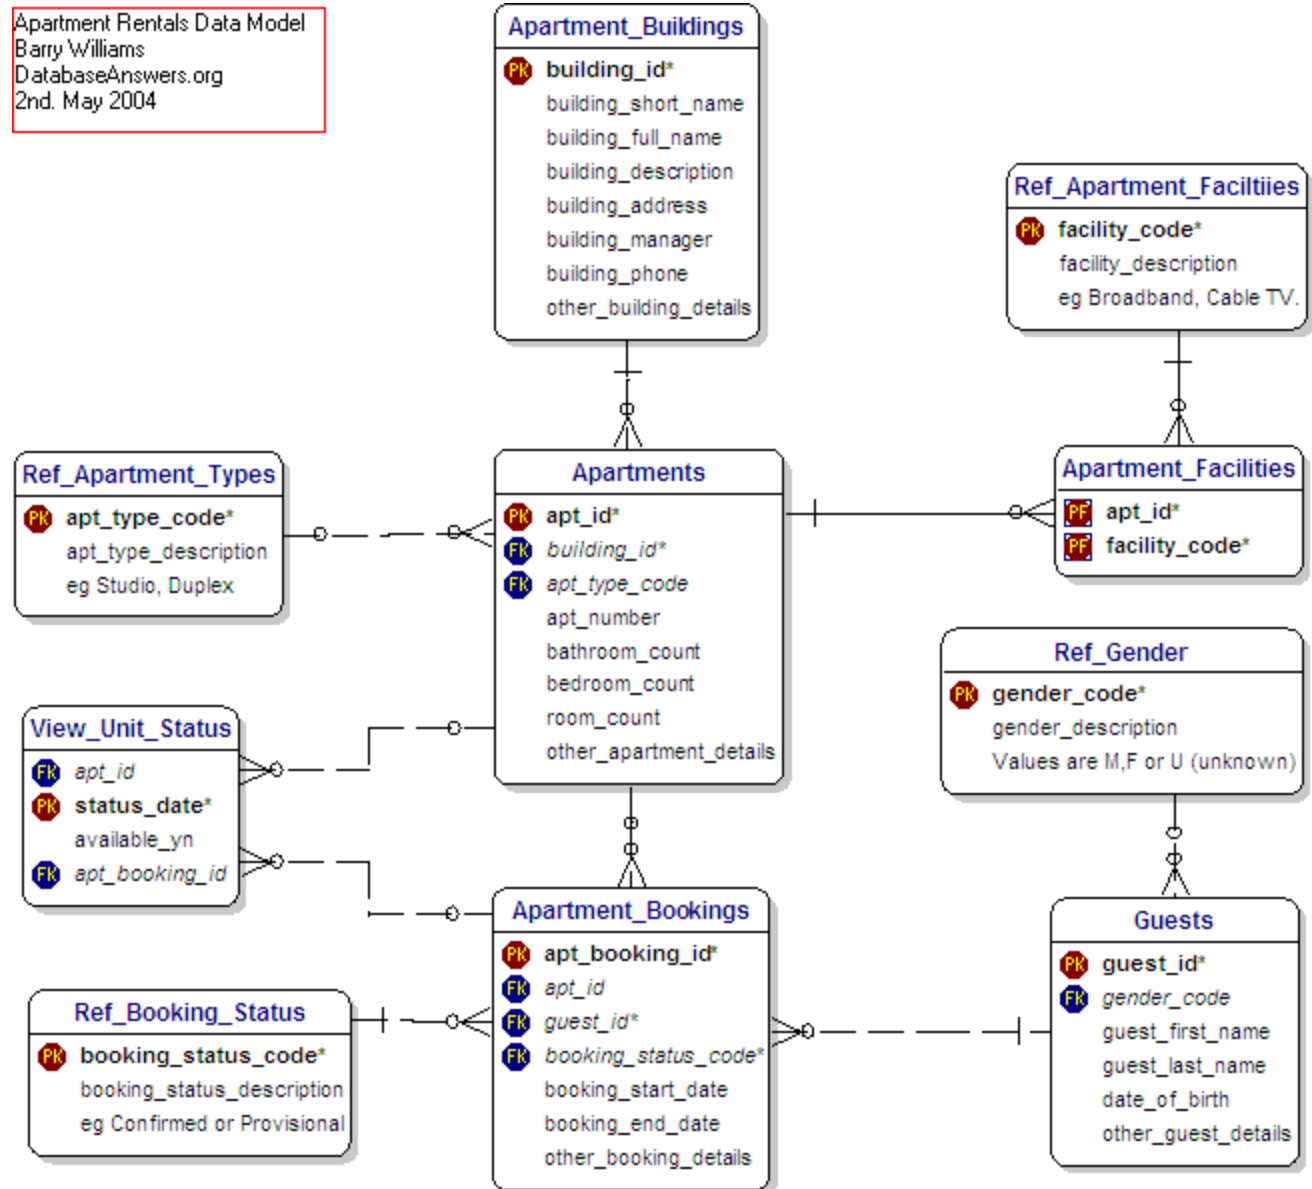 Apartment Rentals Data Model
Barry Williams
DatabaseAnswers.org
2nd. May 2004
Apartment_Buildings
PK building_id*
building_short_name
building_full_name
building_description
building_address
building_manager
building_phone
other_building_details
Ref_Apartment_Faciltiies
PK facility_code*
facility_description
eg Broadband, Cable TV.
Ref_Apartment_Types
PK apt_type_code*
apt_type_description
eg Studio, Duplex
Apartments
PK apt_id*
FK building_id*
FK apt_type_code
apt_number
bathroom_count
bedroom_count
room_count
other_apartment_details
Apartment_Facilities
PF apt_id*
PF facility_code*
Ref_Gender
PK gender_code*
gender_description
Values are M,F or U (unknown)
View_Unit_Status
FK apt_id
PK status_date*
available_yn
FK apt_booking_id
Apartment_Bookings
PK apt_booking_id*
FK apt_id
FK guest_id*
FK booking_status_code*
booking_start_date
booking_end_date
other_booking_details
Guests
PK guest_id*
FK gender_code
guest_first_name
guest_last_name
date_of_birth
other_guest_details
Ref_Booking_Status
PK booking_status_code*
booking_status_description
eg Confirmed or Provisional